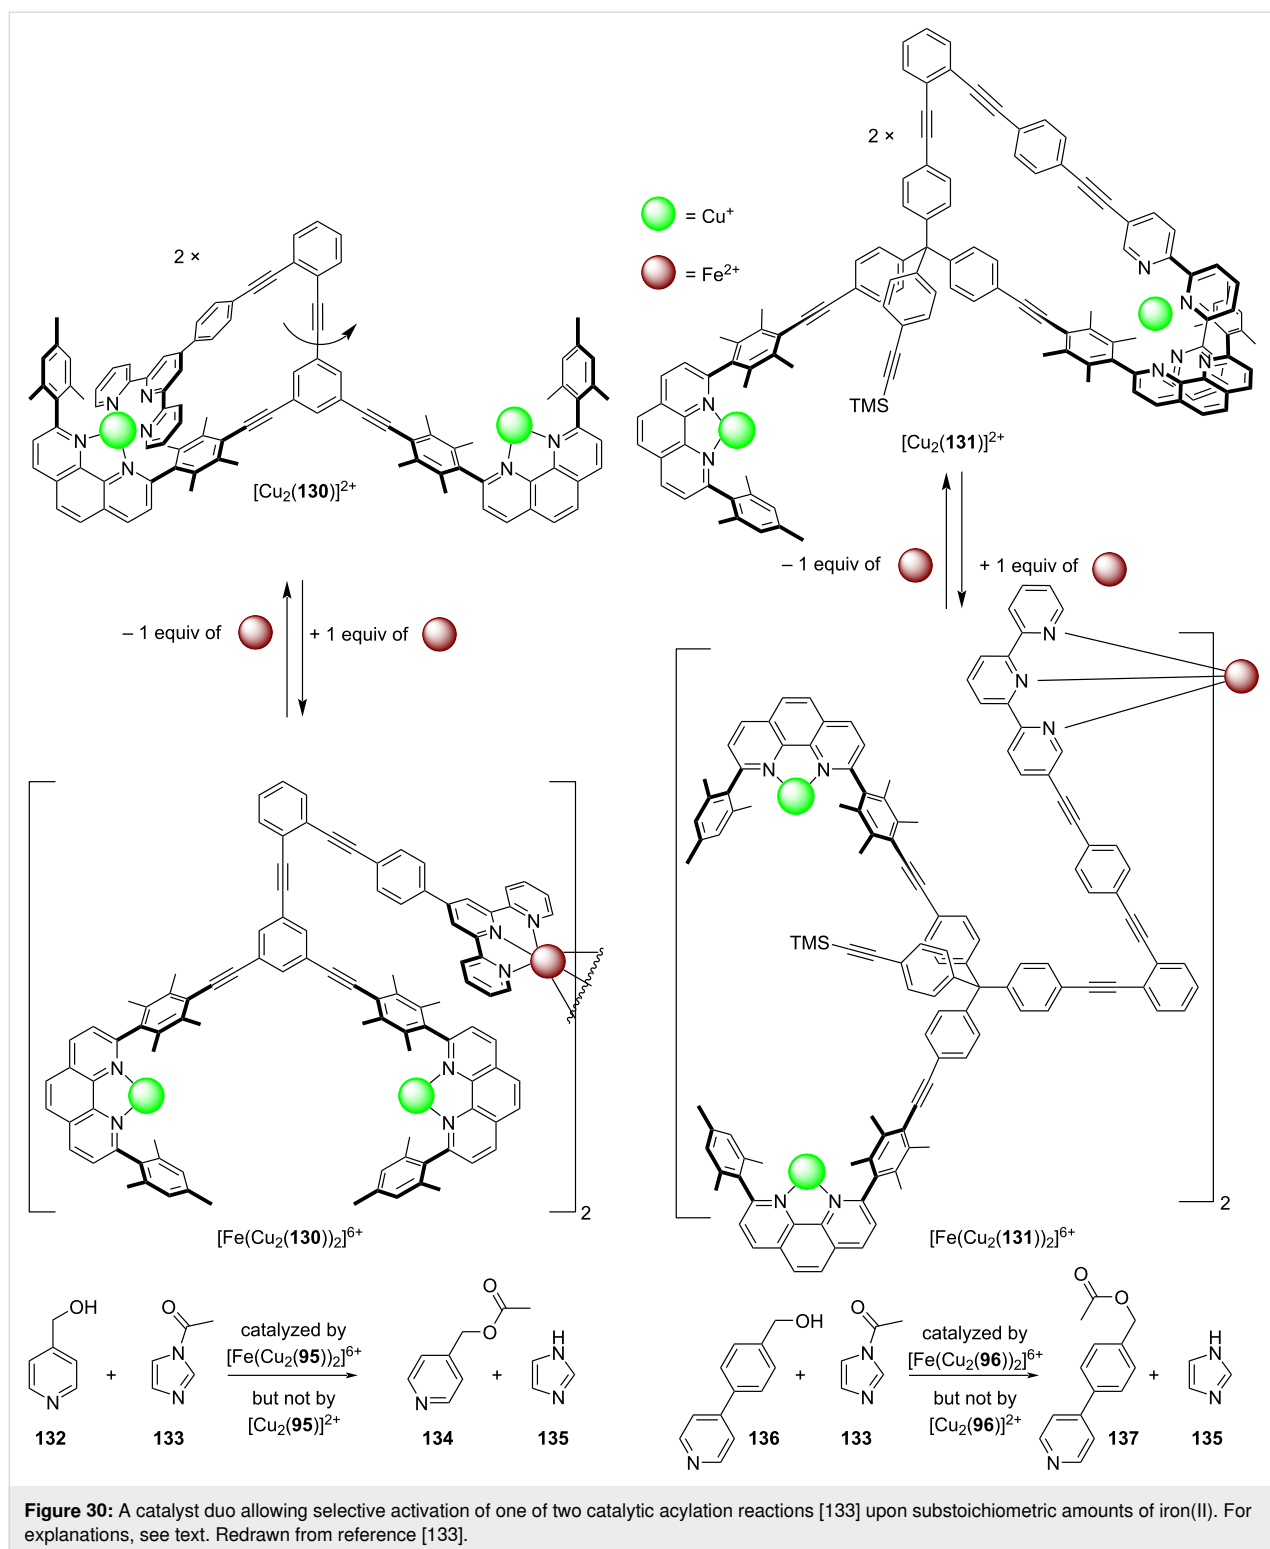 2 ×
2 ×
= Cu+
= Fe2+
N
N
N
N
N
N
N
[Cu2(130)]2+
N
N
N
N
N
N
N
TMS
[Cu2(131)]2+
– 1 equiv of
+ 1 equiv of
– 1 equiv of
+ 1 equiv of
N
N
N
N
N
N
N
N
N
N
TMS
N
N
N
N
2
[Fe(Cu2(130))2]6+
N
N
2
[Fe(Cu2(131))2]6+
OH
N
132
+
O
N
N
133
catalyzed by
[Fe(Cu2(95))2]6+
but not by
[Cu2(95)]2+
O
O
N
134
+
H
N
N
135
OH
N
136
+
O
N
N
133
catalyzed by
[Fe(Cu2(96))2]6+
but not by
[Cu2(96)]2+
O
O
N
137
+
H
N
N
135
Figure 30: A catalyst duo allowing selective activation of one of two catalytic acylation reactions [133] upon substoichiometric amounts of iron(II). For
explanations, see text. Redrawn from reference [133].